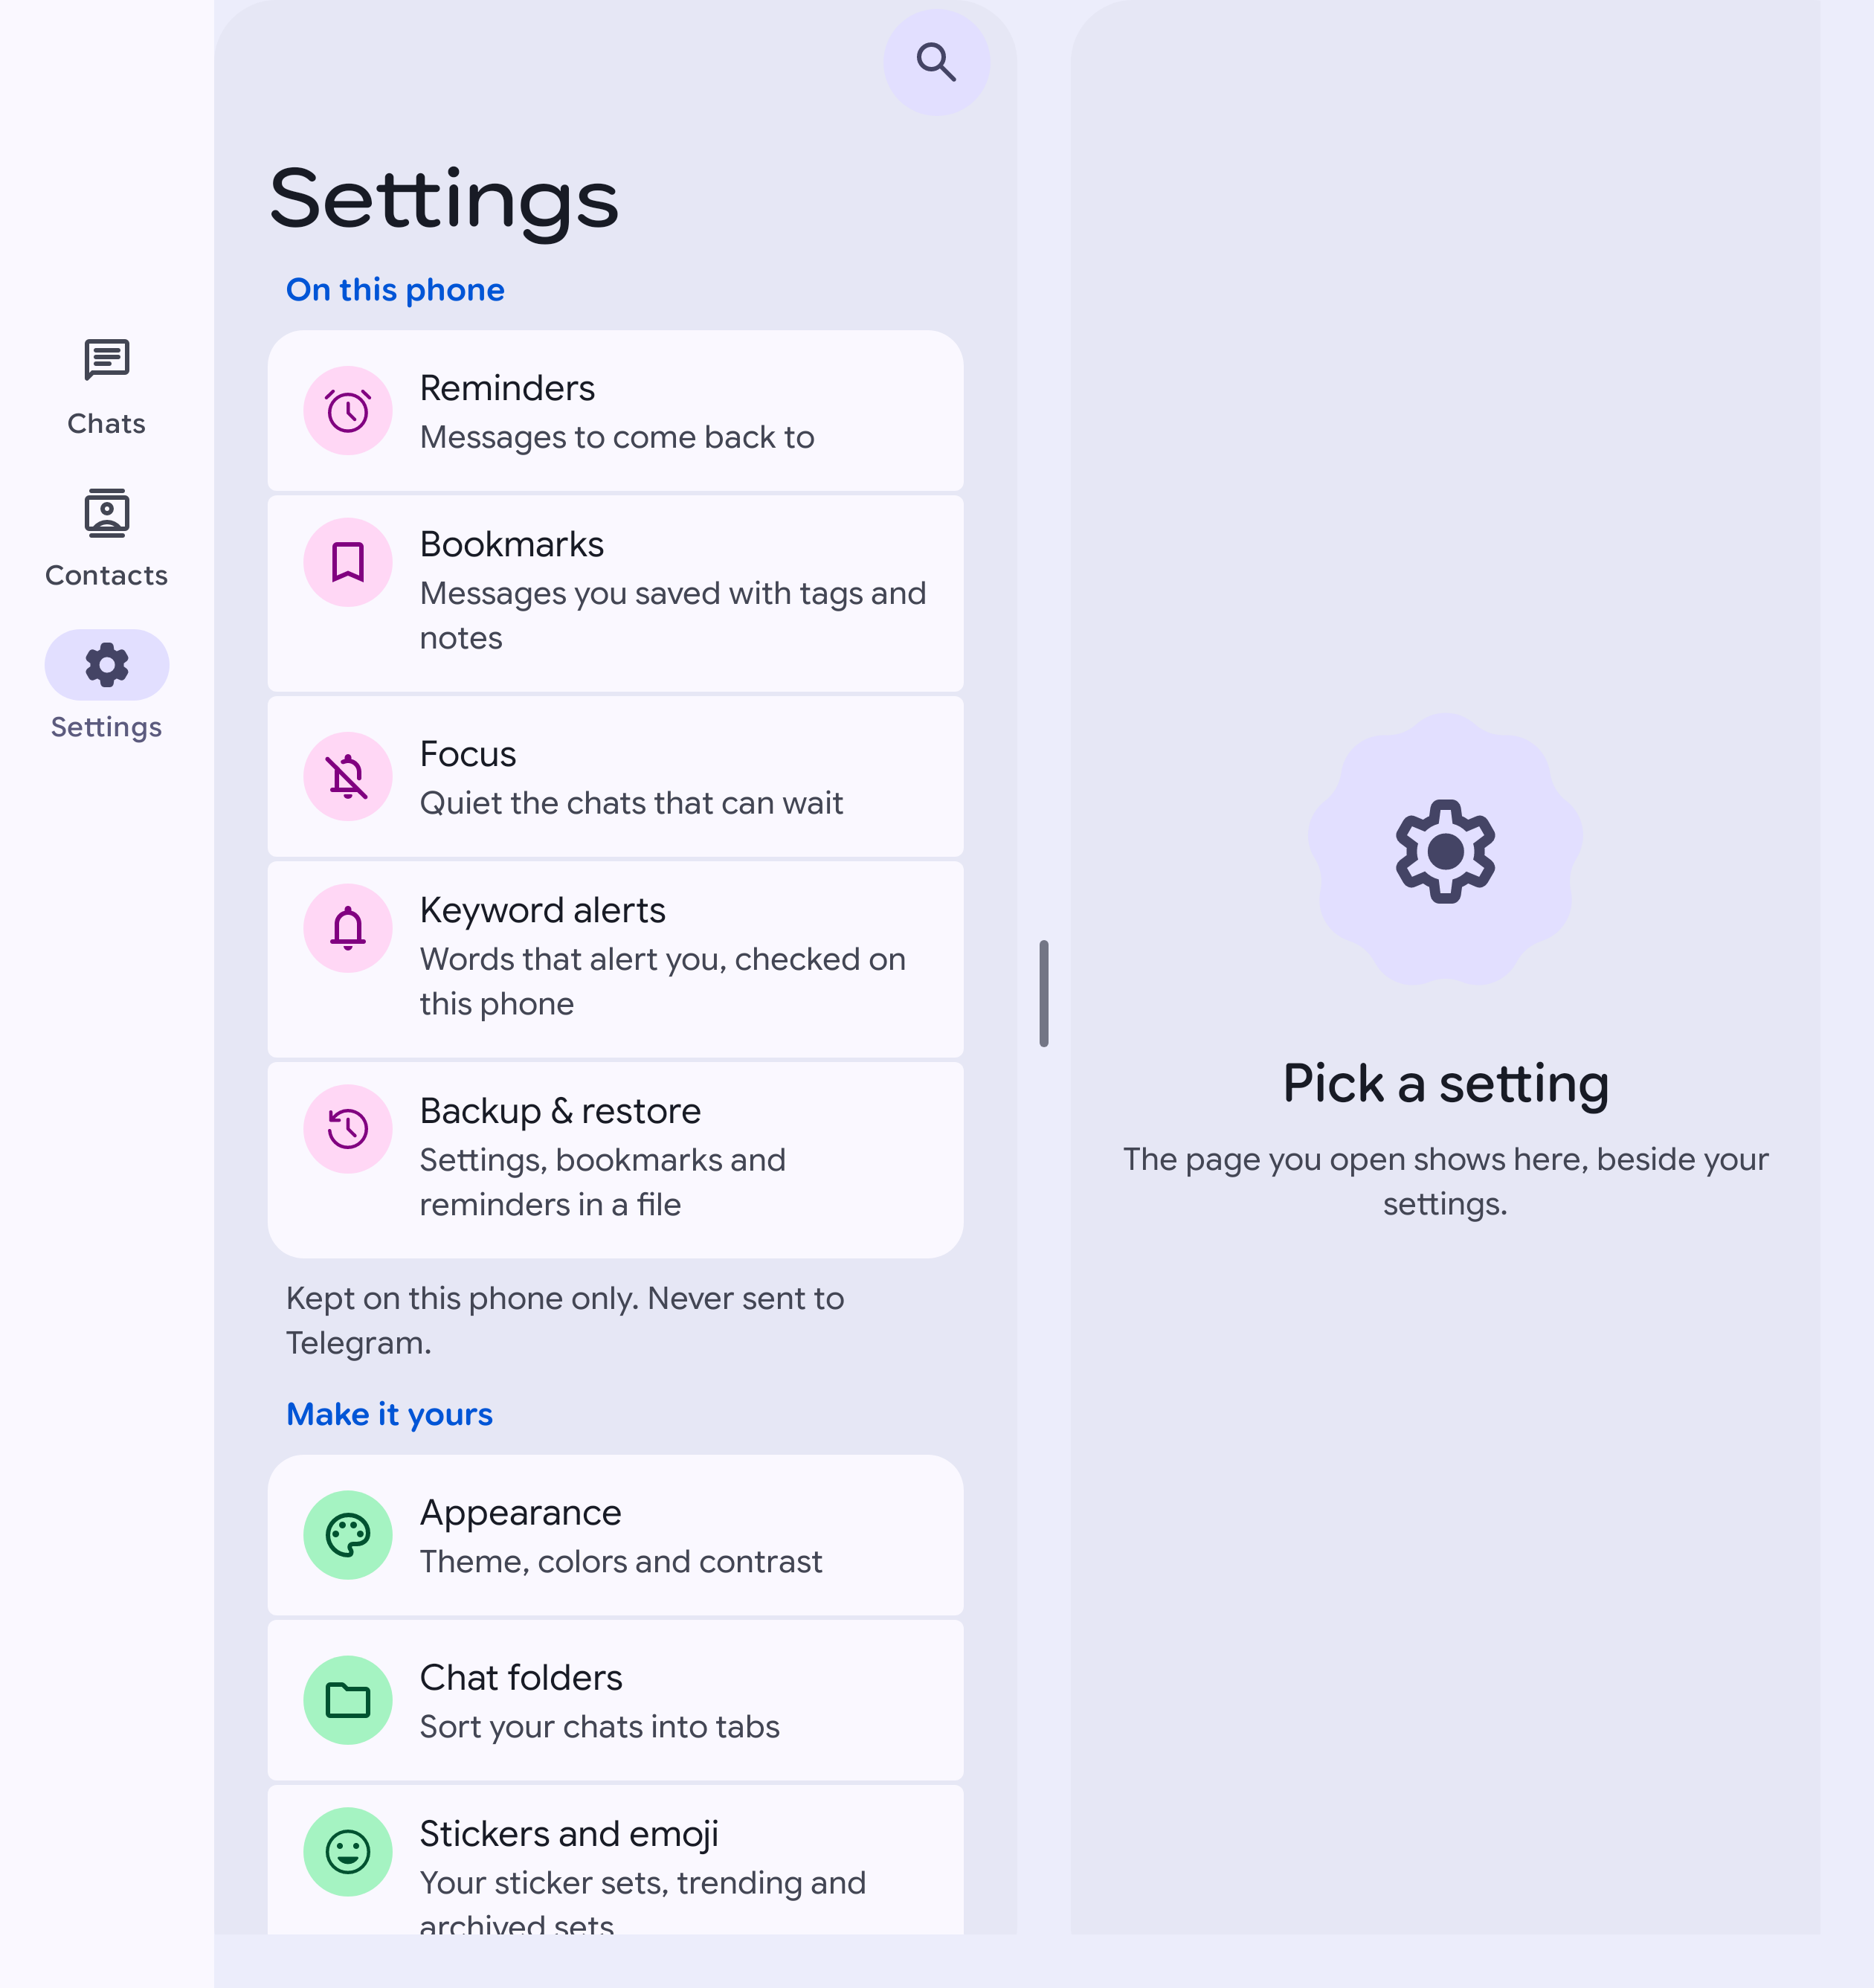 Chats
Contacts
Settings
Settings
On this phone
Reminders
Messages to come back to
Bookmarks
Messages you saved with tags and
notes
Focus
Quiet the chats that can wait
Keyword alerts
Words that alert you, checked on
this phone
Backup & restore
Settings, bookmarks and
reminders in a file
Kept on this phone only. Never sent to
Telegram.
Make it yours
Appearance
Theme, colors and contrast
Chat folders
Sort your chats into tabs
Stickers and emoji
Your sticker sets, trending and
archived sets
Pick a setting
The page you open shows here, beside your
settings.